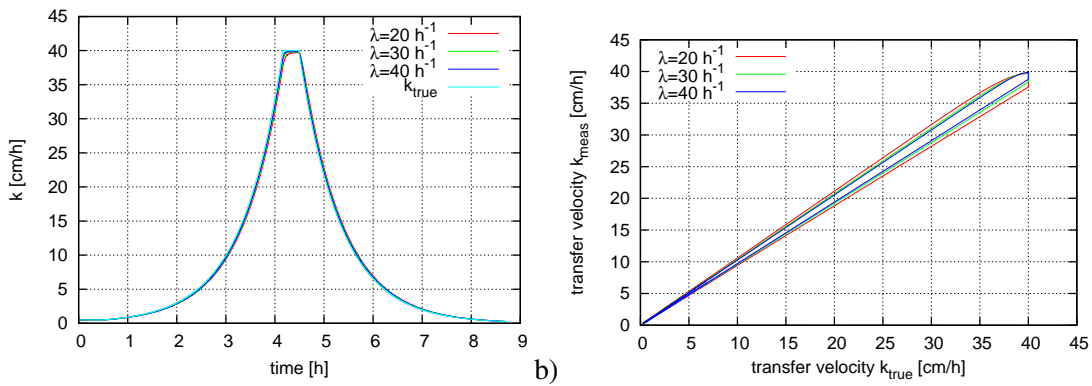 45
40
35
30
25
20
15
10
5
0
k [cm/h]
0 1 2 3 4 5 6 7 8 9
time [h]
λ=20 h⁻¹
λ=30 h⁻¹
λ=40 h⁻¹
k_true
b)
45
40
35
30
25
20
15
10
5
0
transfer velocity k_meas [cm/h]
0 5 10 15 20 25 30 35 40 45
transfer velocity k_true [cm/h]
λ=20 h⁻¹
λ=30 h⁻¹
λ=40 h⁻¹